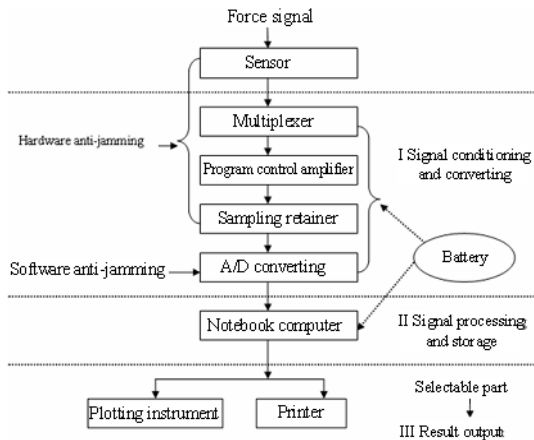 Force signal
Sensor
Multiplexer
Hardware anti-jamming
Program control amplifier
I Signal conditioning
and converting
Sampling retainer
Software anti-jamming
A/D converting
Battery
Notebook computer
II Signal processing
and storage
Plotting instrument
Printer
Selectable part
III Result output